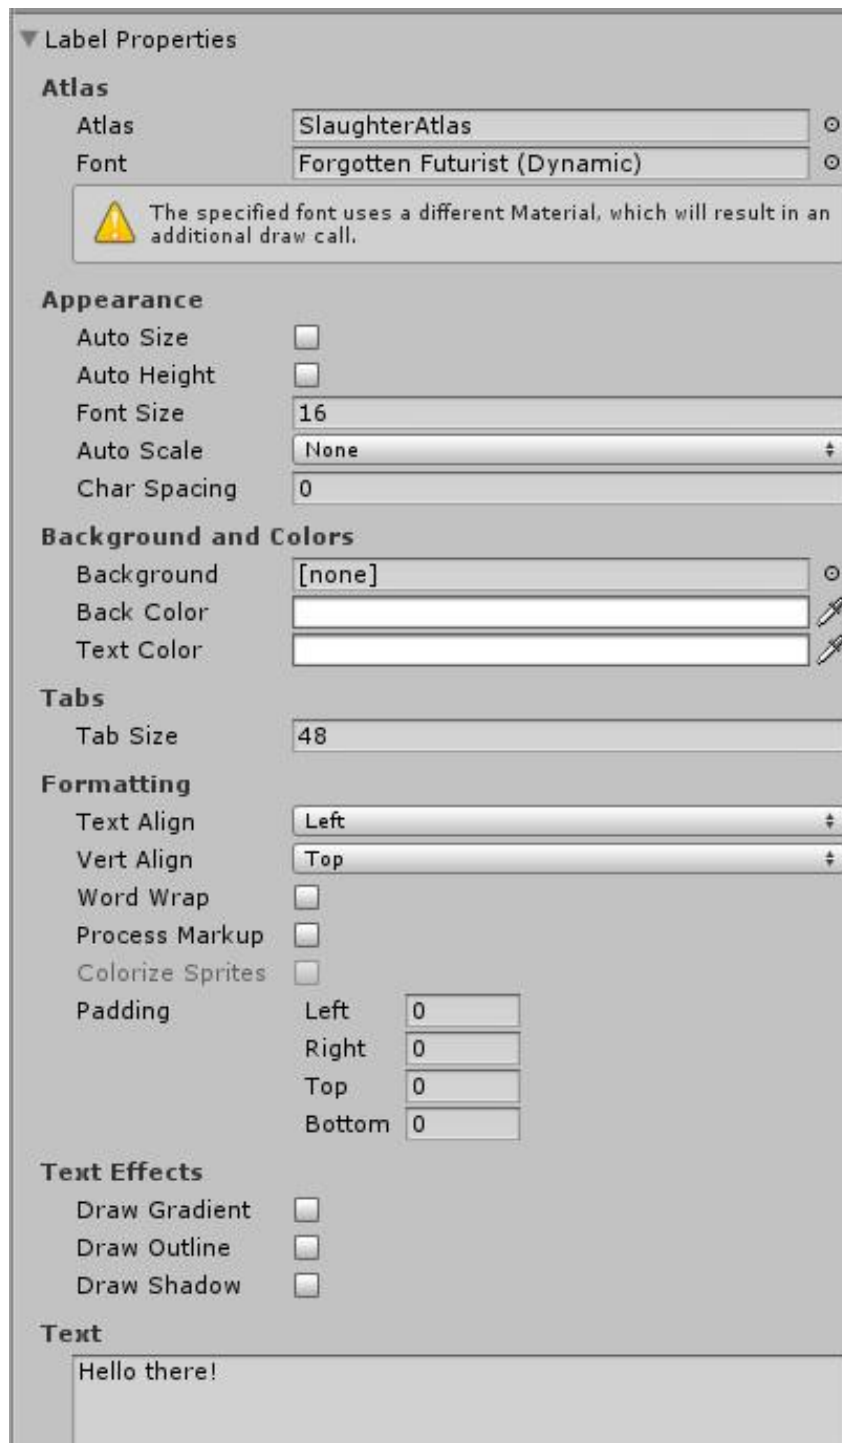 Label Properties
Atlas
Atlas SlaughterAtlas
Font Forgotten Futurist (Dynamic)
The specified font uses a different Material, which will result in an
additional draw call.
Appearance
Auto Size
Auto Height
Font Size 16
Auto Scale None
Char Spacing 0
Background and Colors
Background [none]
Back Color
Text Color
Tabs
Tab Size 48
Formatting
Text Align Left
Vert Align Top
Word Wrap
Process Markup
Colorize Sprites
Padding Left 0
Right 0
Top 0
Bottom 0
Text Effects
Draw Gradient
Draw Outline
Draw Shadow
Text
Hello there!